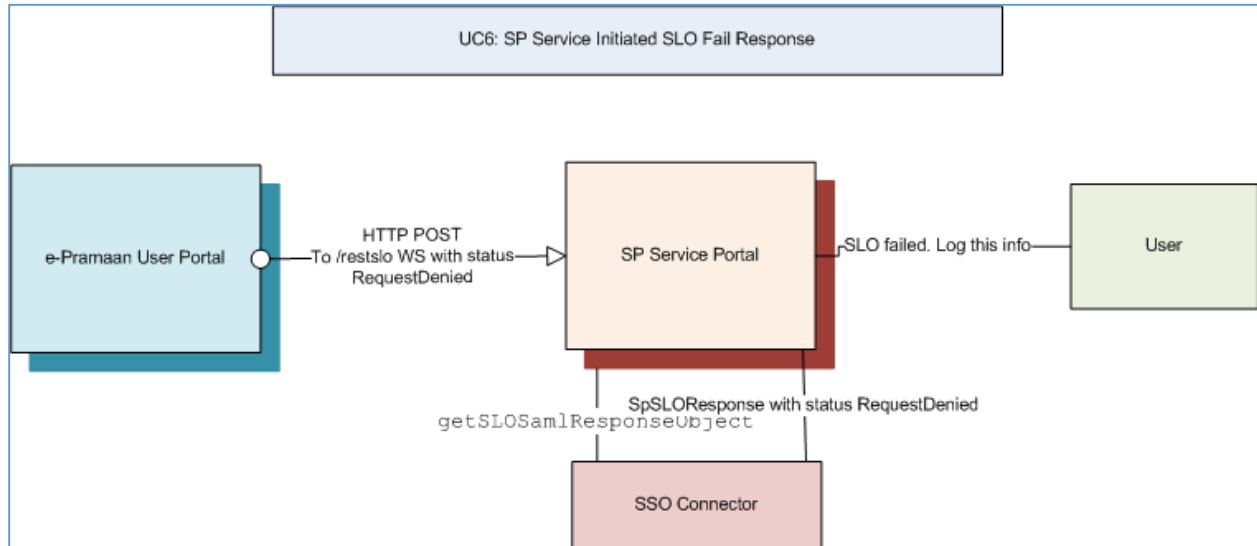 UC6: SP Service Initiated SLO Fail Response
e-Pramaan User Portal
HTTP POST
To /restslo WS with status
RequestDenied
SP Service Portal
SLO failed. Log this info
User
SpSLOResponse with status RequestDenied
getSLOSamlResponseObject
SSO Connector